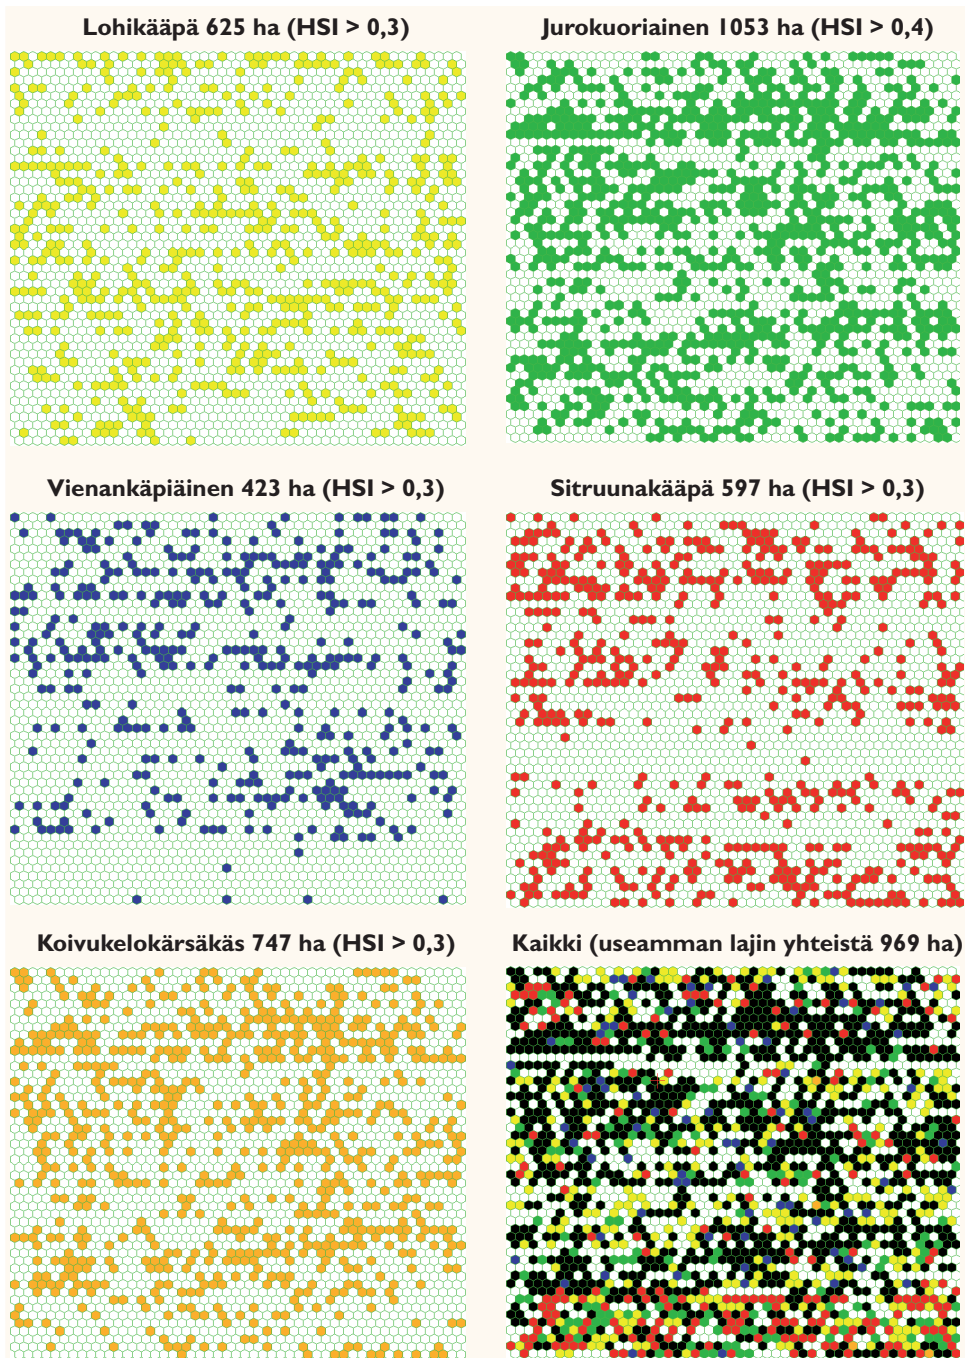 Lohikääpä 625 ha (HSI > 0,3)
Jurokuoriainen 1053 ha (HSI > 0,4)
Vienankäpiäinen 423 ha (HSI > 0,3)
Sitruunakääpä 597 ha (HSI > 0,3)
Koivukelokärsäkäs 747 ha (HSI > 0,3)
Kaikki (useamman lajin yhteistä 969 ha)